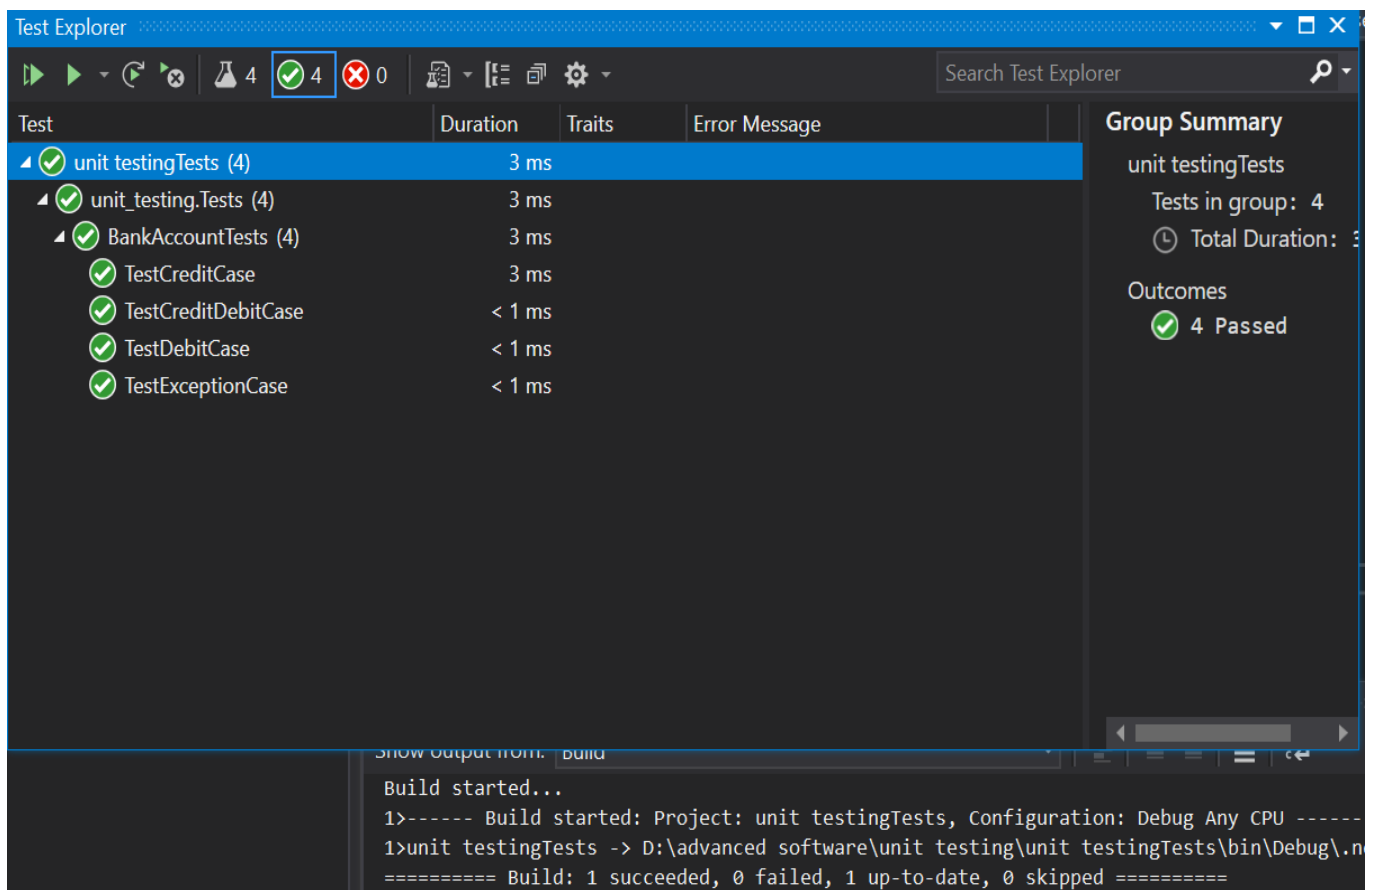 Test Explorer
4 4 0
Search Test Explorer
Test Duration Traits Error Message
unit testingTests (4) 3 ms
unit_testing.Tests (4) 3 ms
BankAccountTests (4) 3 ms
TestCreditCase 3 ms
TestCreditDebitCase < 1 ms
TestDebitCase < 1 ms
TestExceptionCase < 1 ms
Group Summary
unit testingTests
Tests in group: 4
Total Duration:
Outcomes
4 Passed
Show output from: Build
Build started...
1>------ Build started: Project: unit testingTests, Configuration: Debug Any CPU ------
1>unit testingTests -> D:\advanced software\unit testing\unit testingTests\bin\Debug\
========== Build: 1 succeeded, 0 failed, 1 up-to-date, 0 skipped ==========